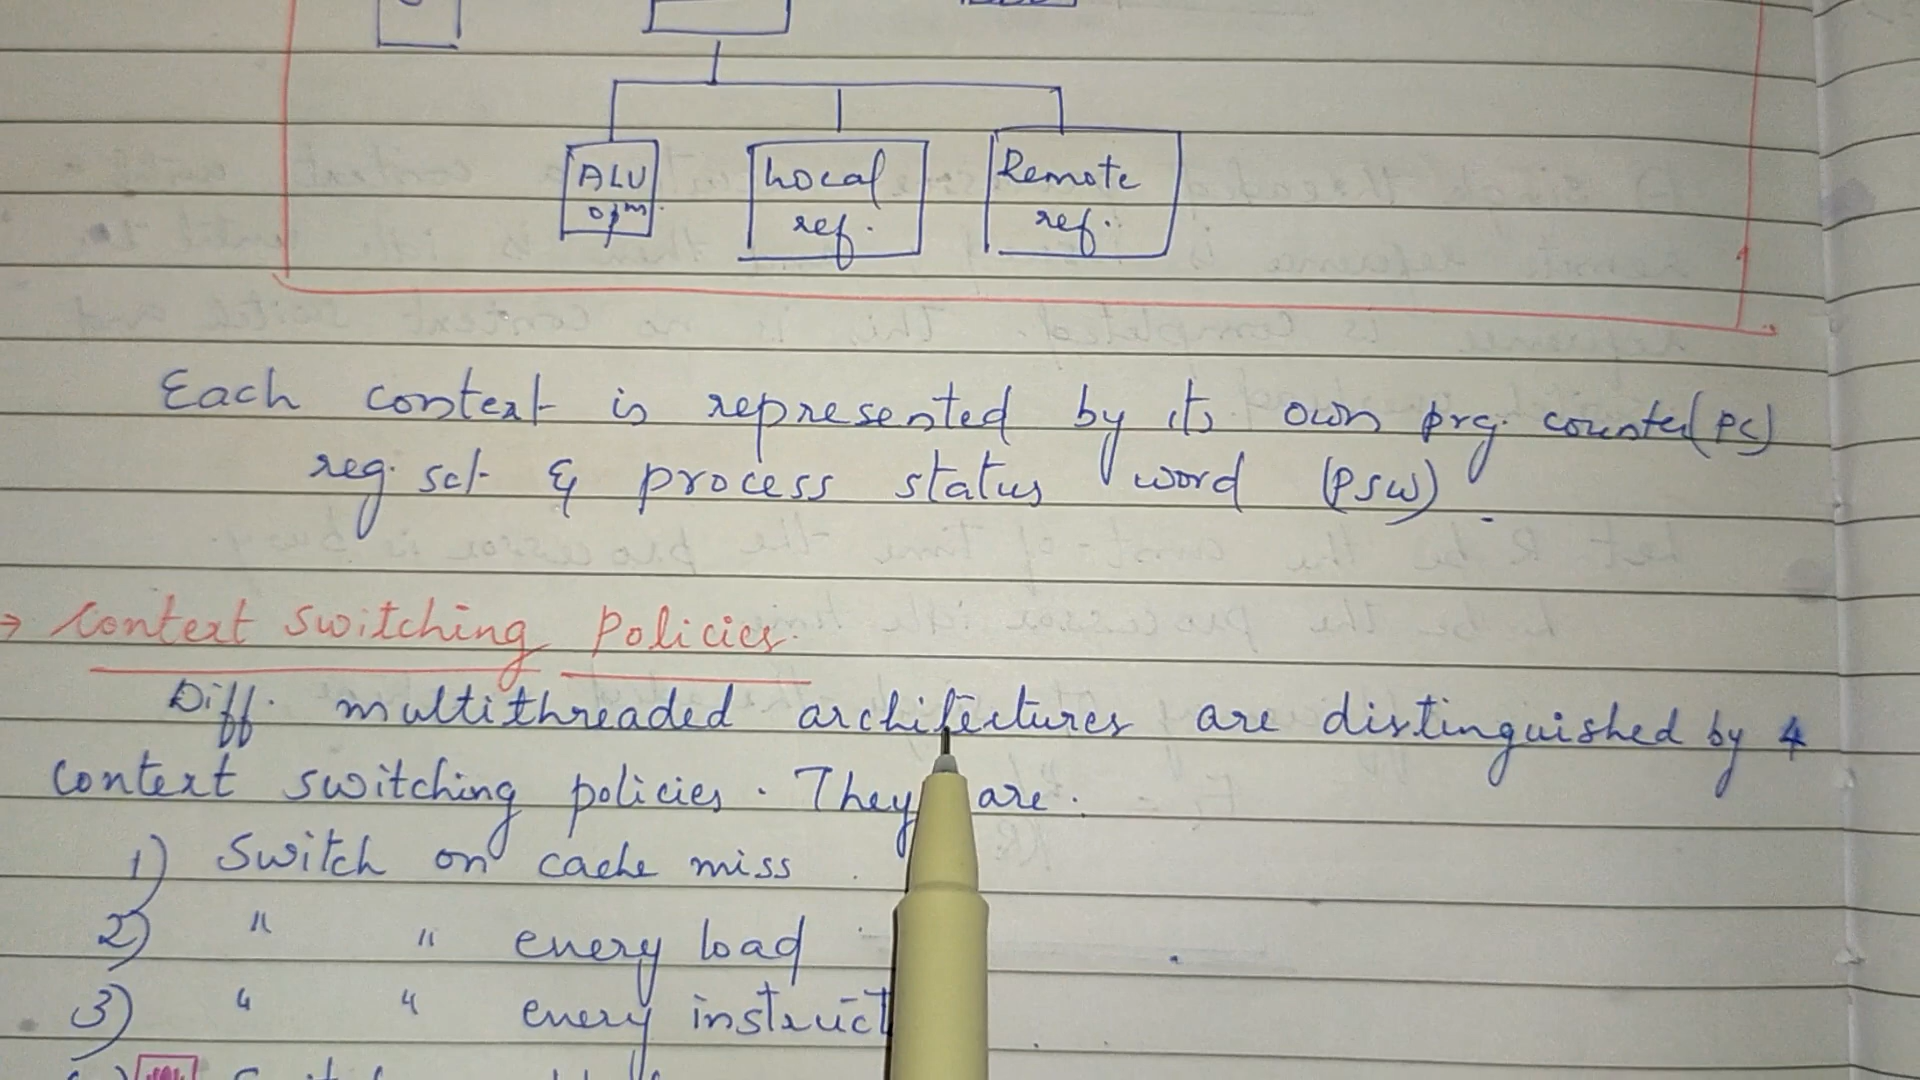 ALU Local Remote
opn. ref. ref.
Each context is represented by its own prg. counter (PC)
reg. set & process status word (PSW).
→ Context Switching Policies.
Diff. multithreaded architectures are distinguished by 4
Context switching policies. They are.
1) Switch on cache miss
2) " " every load
3) " " every instruct